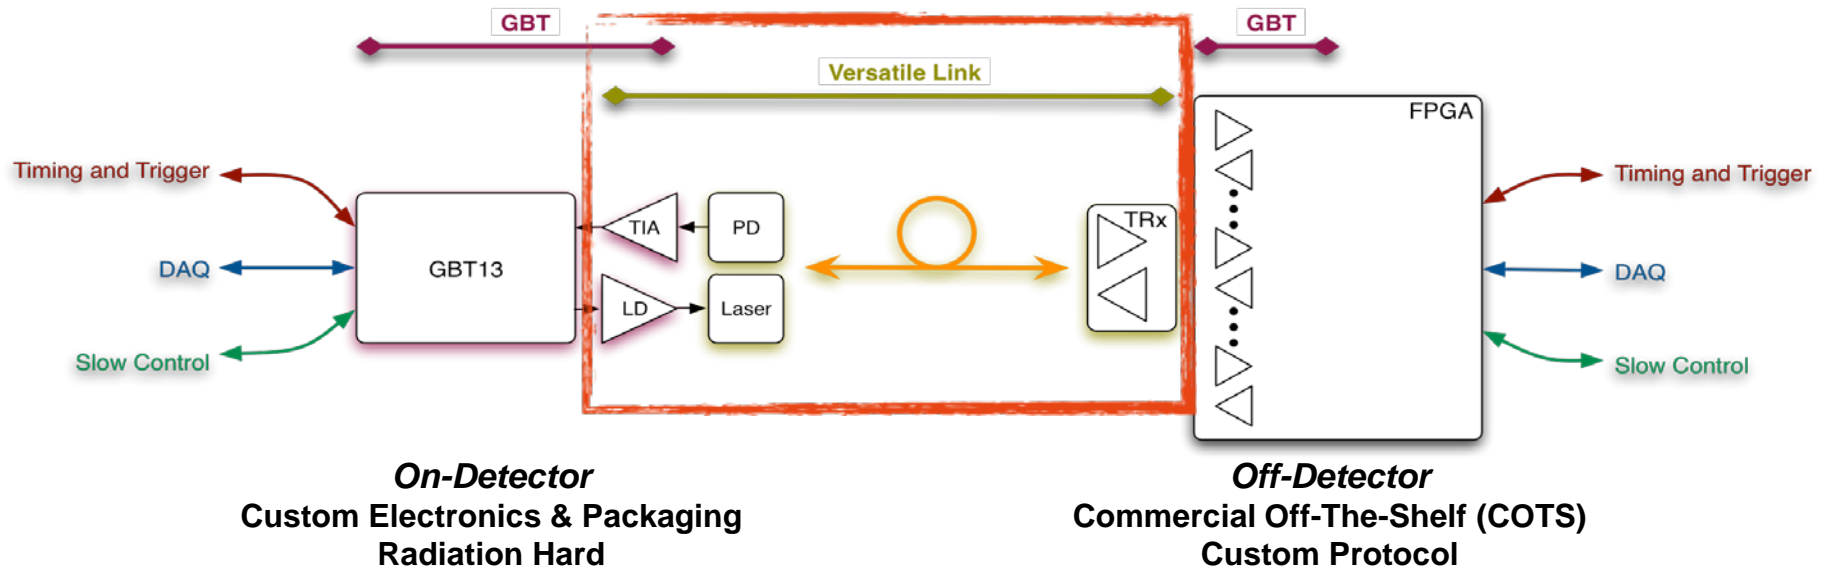 GBT
GBT
Versatile Link
FPGA
Timing and Trigger
DAQ
Slow Control
GBT13
TIA
PD
LD
Laser
TRx
Timing and Trigger
DAQ
Slow Control
On-Detector
Custom Electronics & Packaging
Radiation Hard
Off-Detector
Commercial Off-The-Shelf (COTS)
Custom Protocol